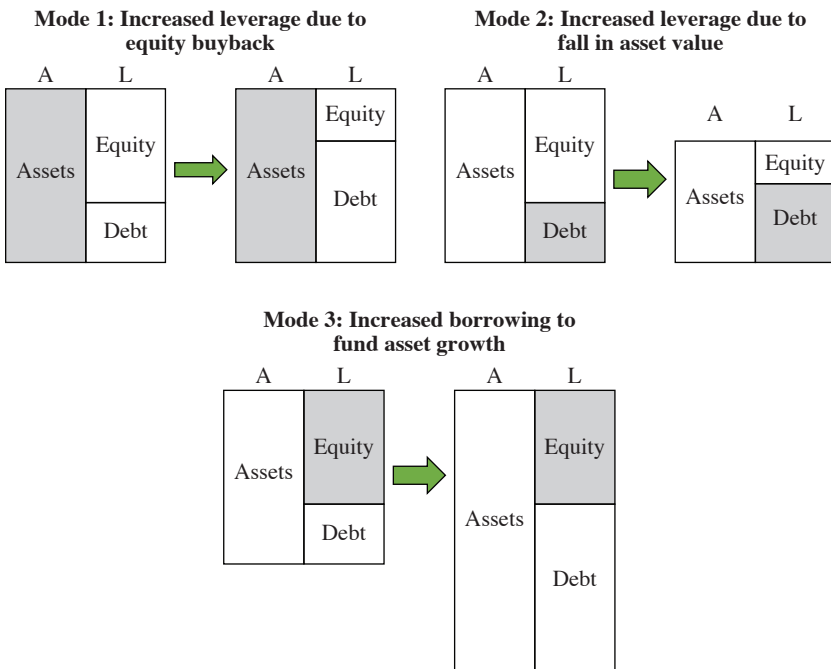 Mode 1: Increased leverage due to
equity buyback
A L
Assets
Equity
Debt
A L
Assets
Equity
Debt
Mode 2: Increased leverage due to
fall in asset value
A L
Assets
Equity
Debt
A L
Assets
Equity
Debt
Mode 3: Increased borrowing to
fund asset growth
A L
Assets
Equity
Debt
A L
Assets
Equity
Debt